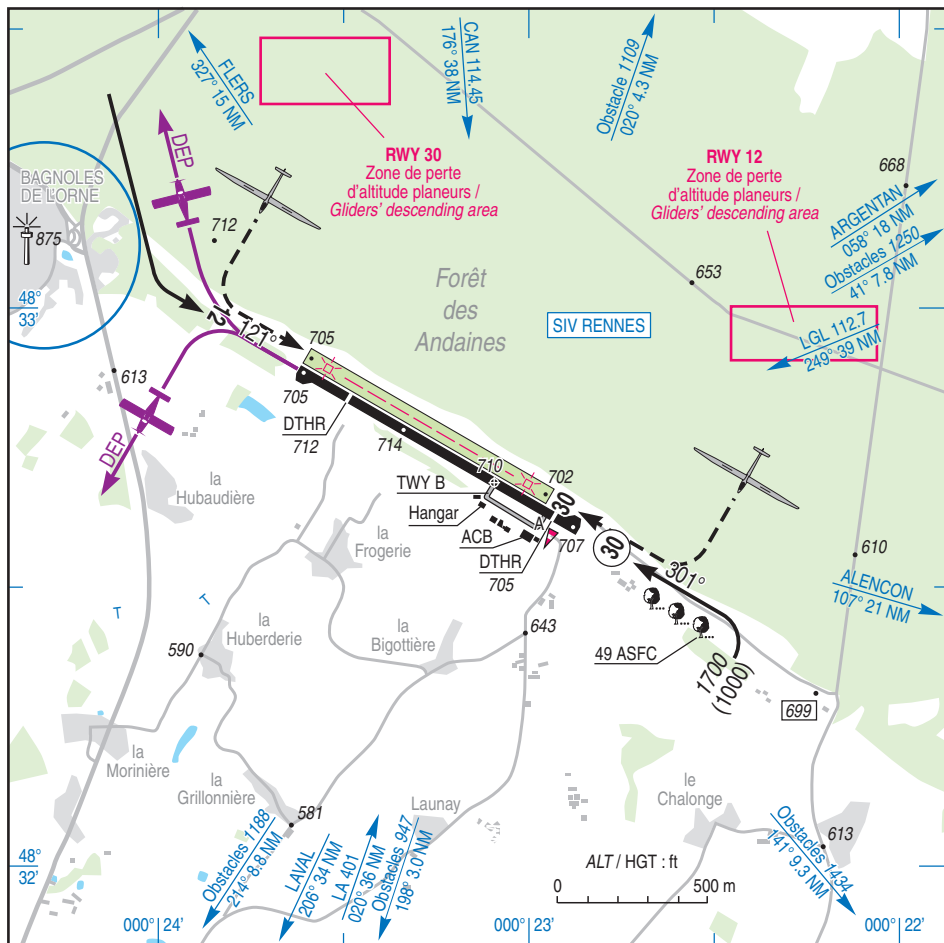 FLERS
327° 15 NM
CAN 114.45
176° 38 NM
Obstacle 1109
020° 4.3 NM
RWY 30
Zone de perte
d'altitude planeurs /
Gliders' descending area
RWY 12
Zone de perte
d'altitude planeurs /
Gliders' descending area
668
ARGENTAN
058° 18 NM
Obstacles 1250
41° 7.8 NM
DEP
BAGNOLES
DE L'ORNE
875
712
653
Forêt
des
Andaines
SIV RENNES
LGL 112.7
249° 39 NM
48°
33'
12
121°
705
705
613
DTHR
712
714
DEP
la
Hubaudière
710
702
TWY B
30
Hangar
A
ACB
707
DTHR
705
30
301°
610
ALENCON
107° 21 NM
la
Frogerie
T
T
la
Huberderie
590
la
Bigottière
643
49 ASFC
1700
(1000)
699
la
Morinière
la
Grillonnière
581
Launay
le
Chalonge
613
Obstacles 1188
214° 8.8 NM
LAVAL
206° 34 NM
LA 401
020° 36 NM
Obstacles 947
198° 3.0 NM
Obstacles 1434
141° 9.3 NM
48°
32'
ALT / HGT : ft
0
500 m
000° 24'
000° 23'
000° 22'